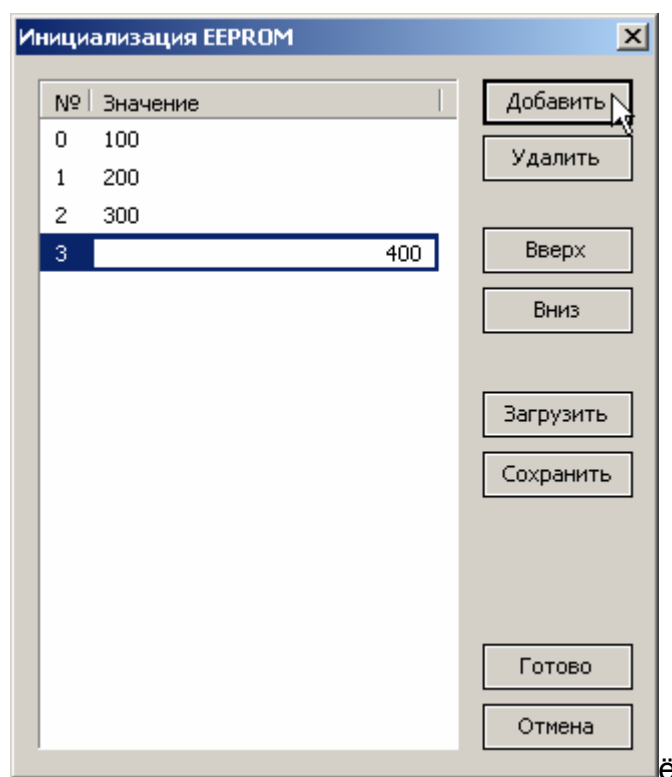 Инициализация EEPROM
№ Значение
0 100
1 200
2 300
3 400
Добавить
Удалить
Вверх
Вниз
Загрузить
Сохранить
Готово
Отмена
ё